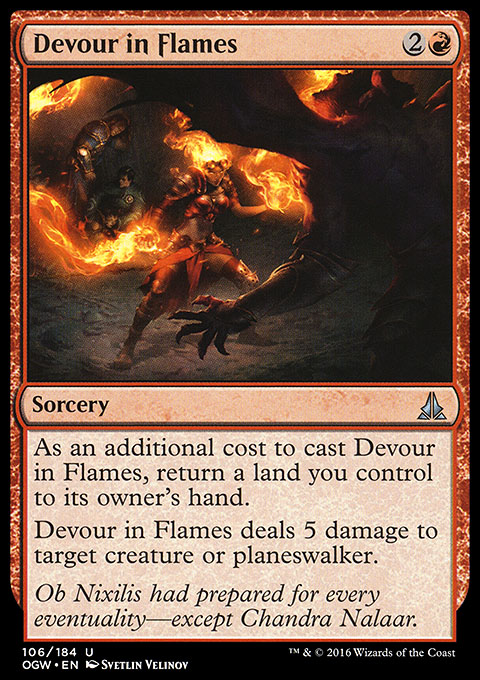 Devour in Flames 2
Sorcery
As an additional cost to cast Devour
in Flames, return a land you control
to its owner's hand.
Devour in Flames deals 5 damage to
target creature or planeswalker.
Ob Nixilis had prepared for every
eventuality—except Chandra Nalaar.
106/184 U
OGW • EN Svetlin Velinov ™ & © 2016 Wizards of the Coast